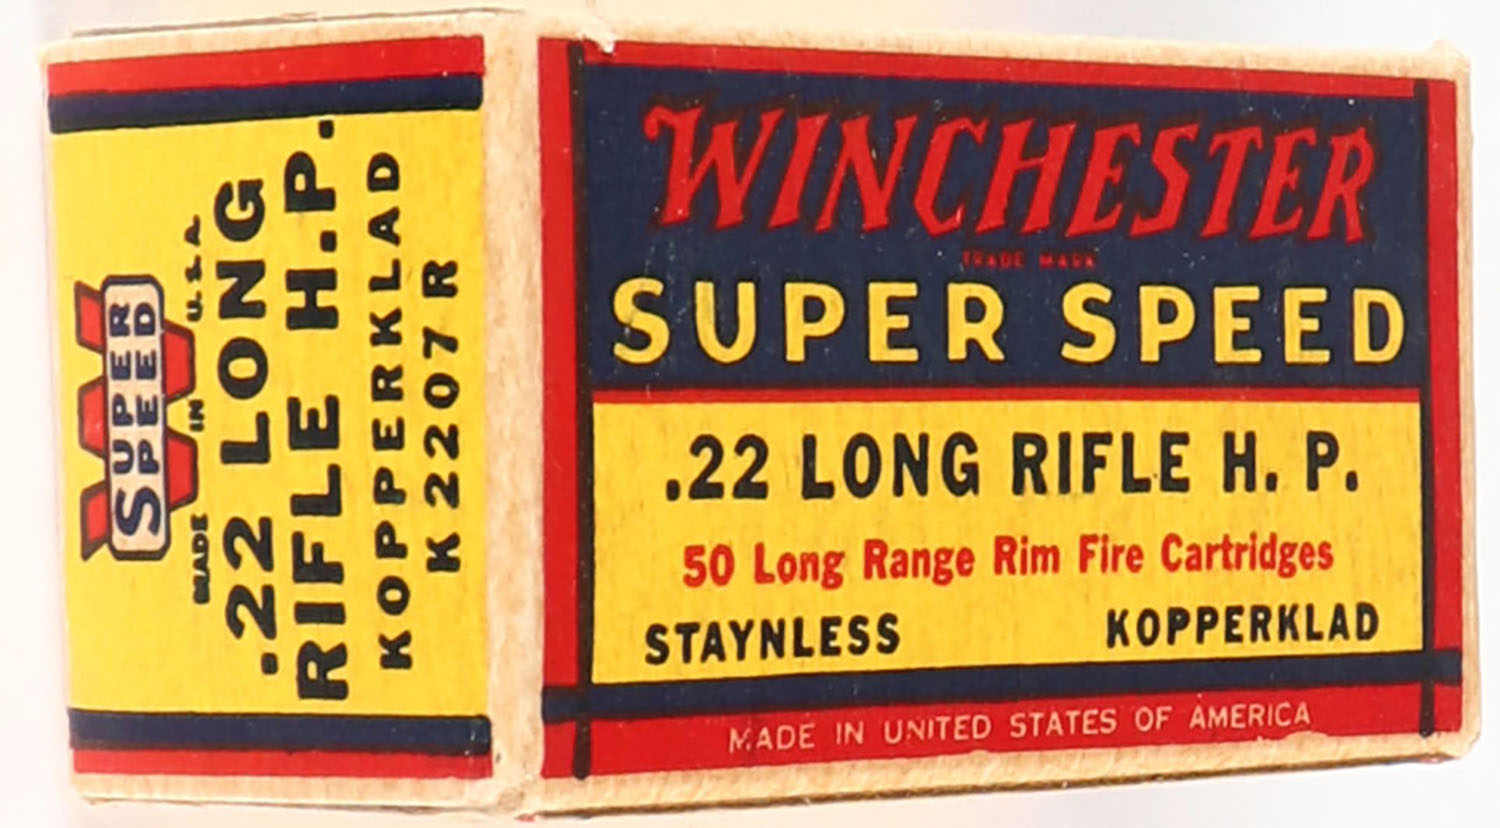 SUPER
SPEED
MADE IN U.S.A.
.22 LONG
RIFLE H.P.
KOPPERKLAD
K2207R
WINCHESTER
TRADE MARK
SUPER SPEED
.22 LONG RIFLE H. P.
50 Long Range Rim Fire Cartridges
STAYNLESS KOPPERKLAD
MADE IN UNITED STATES OF AMERICA